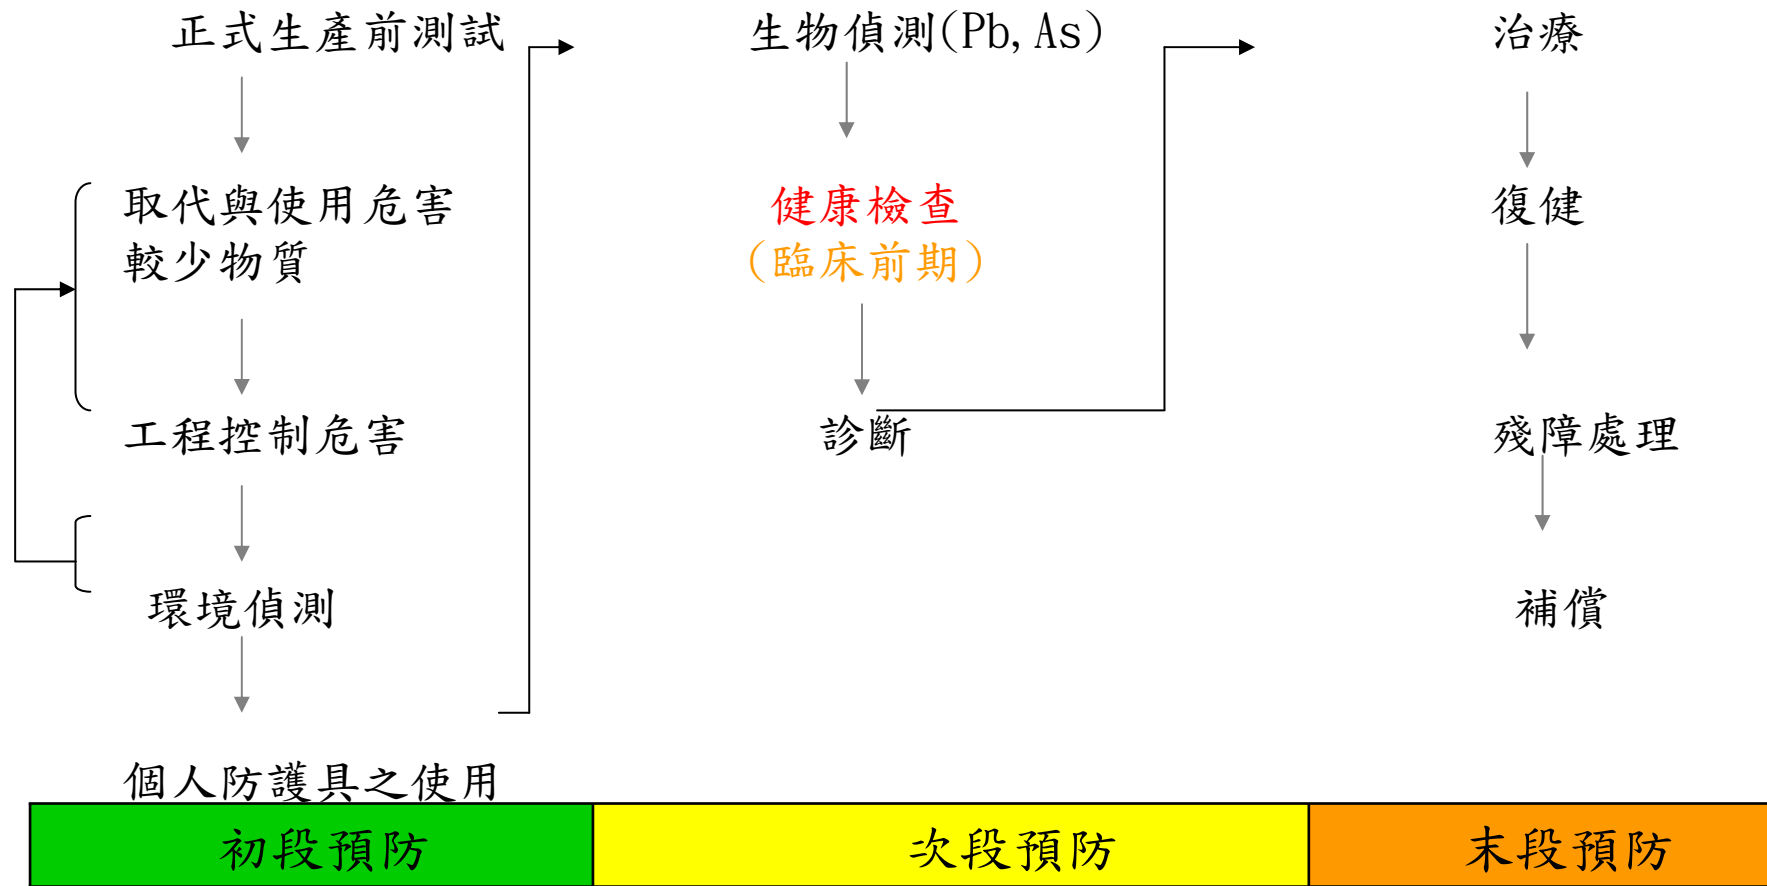 正式生產前測試
取代與使用危害
較少物質
工程控制危害
環境偵測
個人防護具之使用
初段預防
生物偵測(Pb,As)
健康檢查
(臨床前期)
診斷
次段預防
治療
復健
殘障處理
補償
末段預防